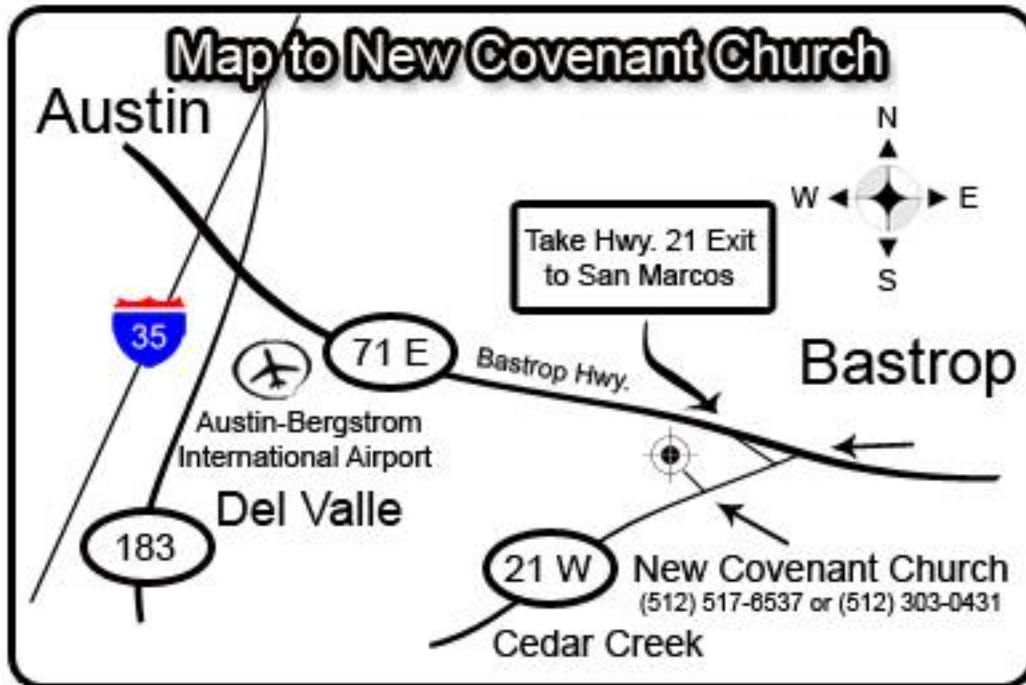 Map to New Covenant Church
Austin
N
W
E
S
Take Hwy. 21 Exit
to San Marcos
35
71 E
Bastrop Hwy.
Bastrop
Austin-Bergstrom
International Airport
Del Valle
183
21 W
New Covenant Church
(512) 517-6537 or (512) 303-0431
Cedar Creek